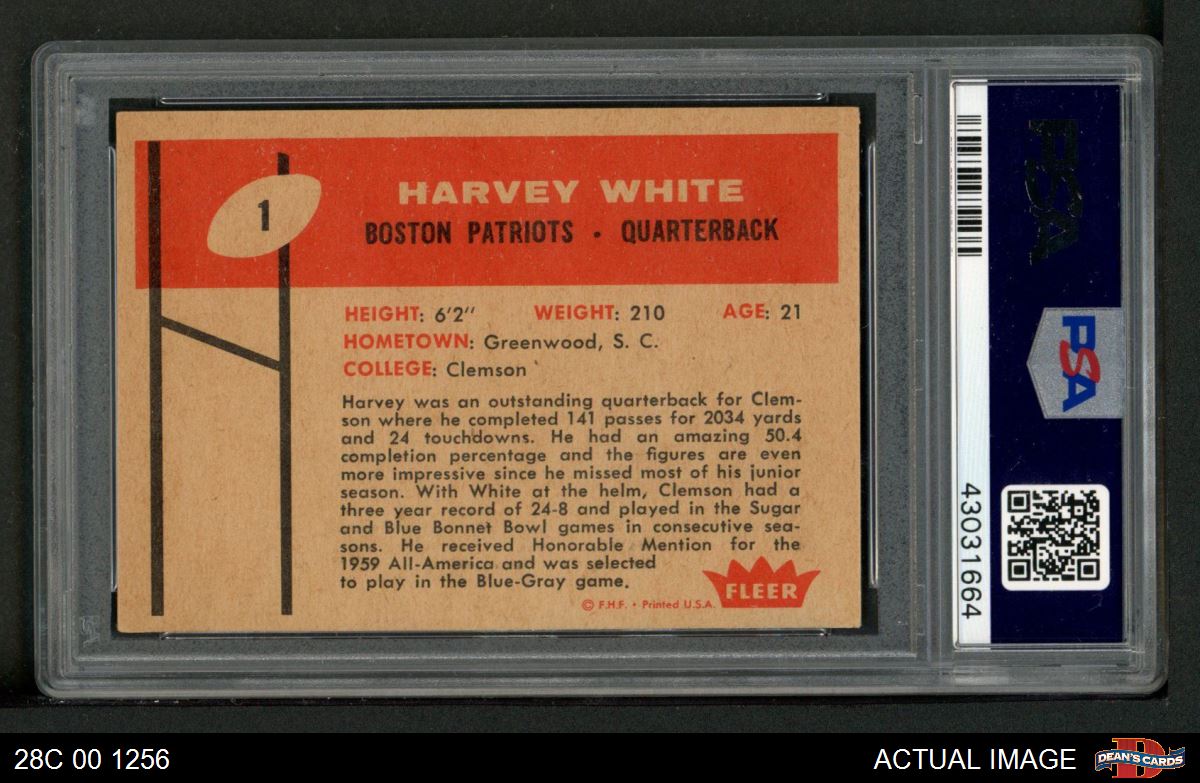 1
HARVEY WHITE
BOSTON PATRIOTS • QUARTERBACK
HEIGHT: 6'2" WEIGHT: 210 AGE: 21
HOMETOWN: Greenwood, S. C.
COLLEGE: Clemson
Harvey was an outstanding quarterback for Clem-
son where he completed 141 passes for 2034 yards
and 24 touchdowns. He had an amazing 50.4
completion percentage and the figures are even
more impressive since he missed most of his junior
season. With White at the helm, Clemson had a
three year record of 24-8 and played in the Sugar
and Blue Bonnet Bowl games in consecutive sea-
sons. He received Honorable Mention for the
1959 All-America and was selected
to play in the Blue-Gray game.
FLEER
© F.H.F. • Printed U.S.A.
PSA
PSA
43031664
28C 00 1256
ACTUAL IMAGE
DEAN'S CARDS